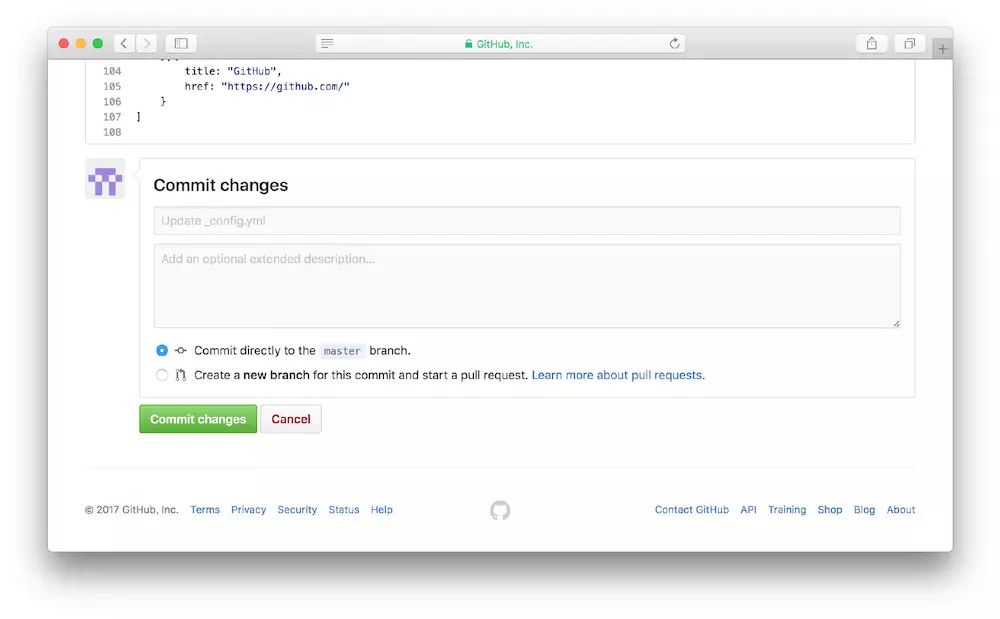 GitHub, Inc.
104 title: "GitHub",
105 href: "https://github.com/"
106 }
107 ]
108
Commit changes
Update _config.yml
Add an optional extended description...
Commit directly to the master branch.
Create a new branch for this commit and start a pull request. Learn more about pull requests.
Commit changes Cancel
© 2017 GitHub, Inc. Terms Privacy Security Status Help Contact GitHub API Training Shop Blog About